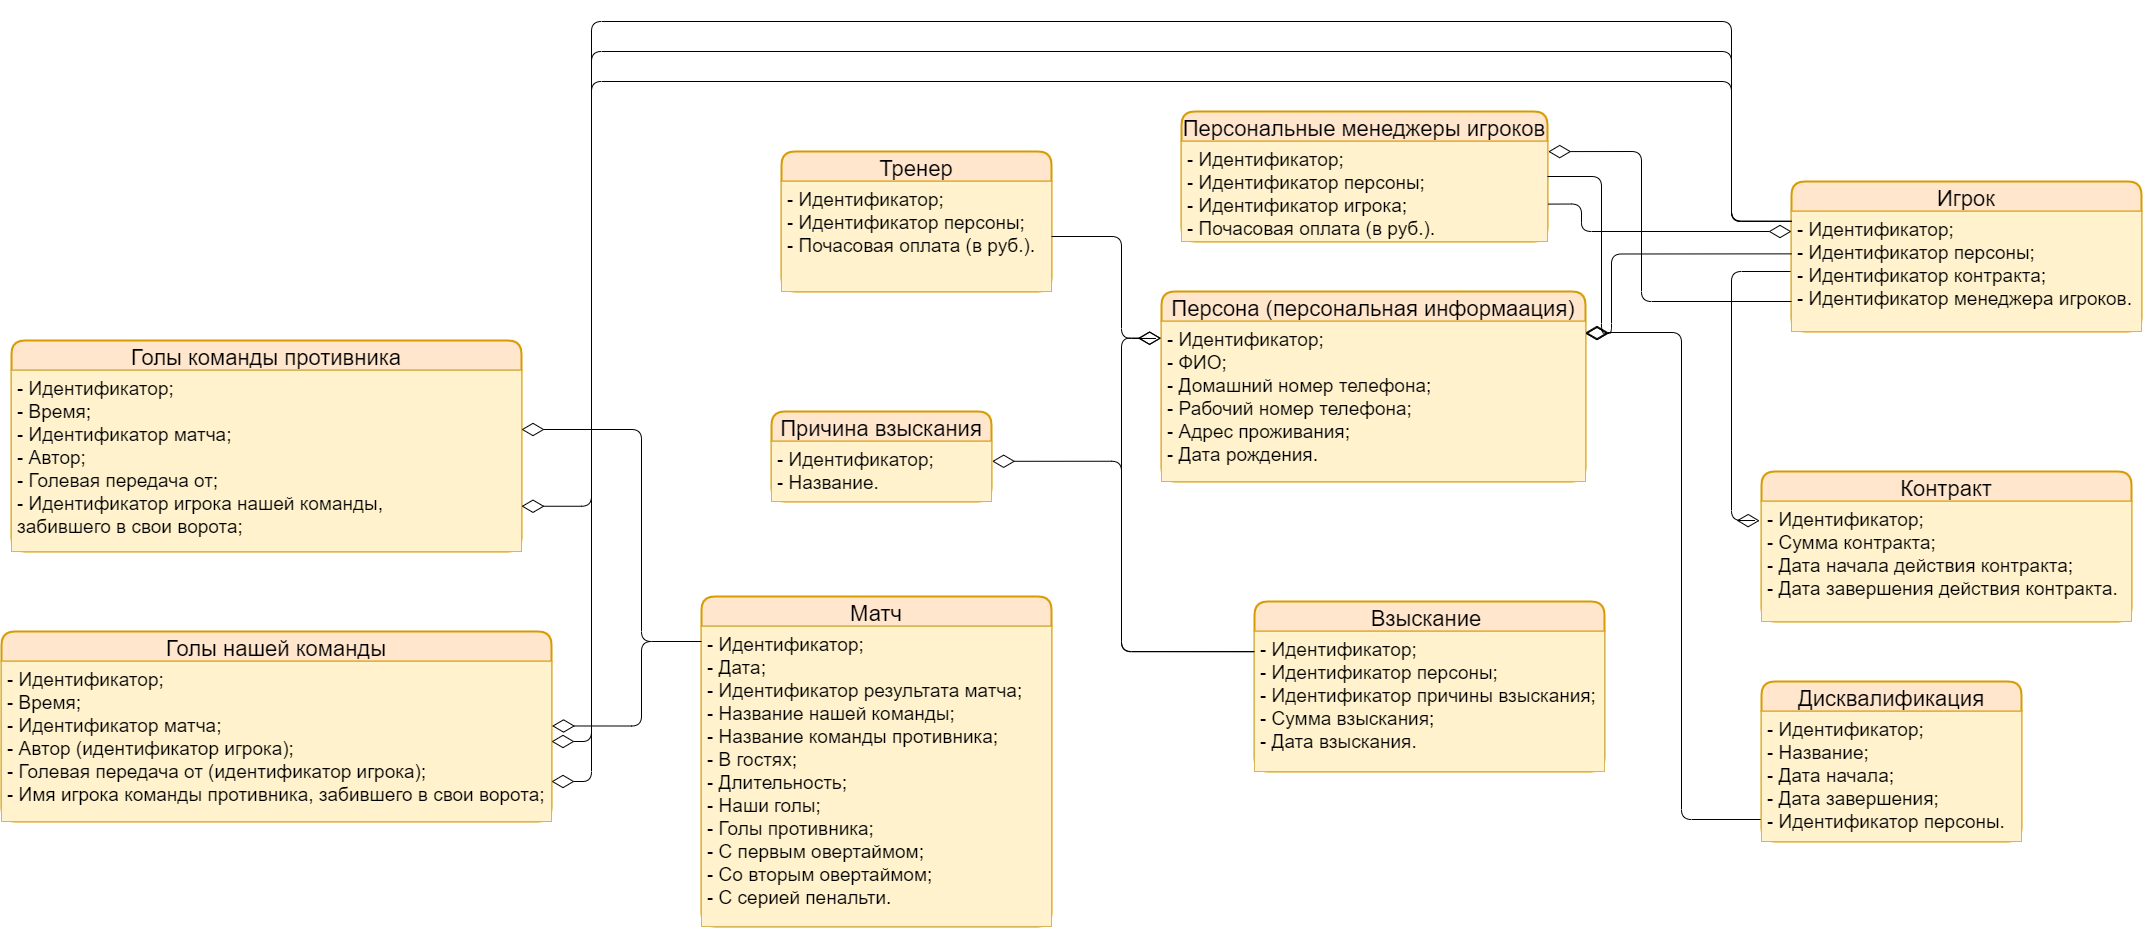 Персональные менеджеры игроков
- Идентификатор;
- Идентификатор персоны;
- Идентификатор игрока;
- Почасовая оплата (в руб.).
Тренер
- Идентификатор;
- Идентификатор персоны;
- Почасовая оплата (в руб.).
Игрок
- Идентификатор;
- Идентификатор персоны;
- Идентификатор контракта;
- Идентификатор менеджера игроков.
Персона (персональная информаация)
- Идентификатор;
- ФИО;
- Домашний номер телефона;
- Рабочий номер телефона;
- Адрес проживания;
- Дата рождения.
Голы команды противника
- Идентификатор;
- Время;
- Идентификатор матча;
- Автор;
- Голевая передача от;
- Идентификатор игрока нашей команды,
забившего в свои ворота;
Причина взыскания
- Идентификатор;
- Название.
Контракт
- Идентификатор;
- Сумма контракта;
- Дата начала действия контракта;
- Дата завершения действия контракта.
Голы нашей команды
- Идентификатор;
- Время;
- Идентификатор матча;
- Автор (идентификатор игрока);
- Голевая передача от (идентификатор игрока);
- Имя игрока команды противника, забившего в свои ворота;
Матч
- Идентификатор;
- Дата;
- Идентификатор результата матча;
- Название нашей команды;
- Название команды противника;
- В гостях;
- Длительность;
- Наши голы;
- Голы противника;
- С первым овертаймом;
- Со вторым овертаймом;
- С серией пенальти.
Взыскание
- Идентификатор;
- Идентификатор персоны;
- Идентификатор причины взыскания;
- Сумма взыскания;
- Дата взыскания.
Дисквалификация
- Идентификатор;
- Название;
- Дата начала;
- Дата завершения;
- Идентификатор персоны.